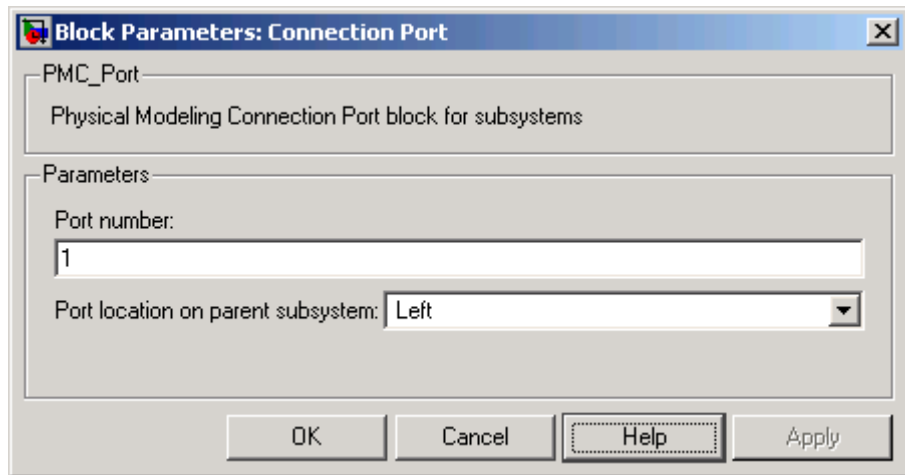 Block Parameters: Connection Port
PMC_Port
Physical Modeling Connection Port block for subsystems
Parameters
Port number:
1
Port location on parent subsystem: Left
OK Cancel Help Apply